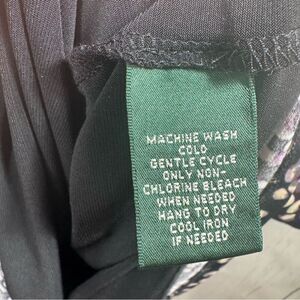 MACHINE WASH
COLD
GENTLE CYCLE
ONLY NON-
CHLORINE BLEACH
WHEN NEEDED
HANG TO DRY
COOL IRON
IF NEEDED